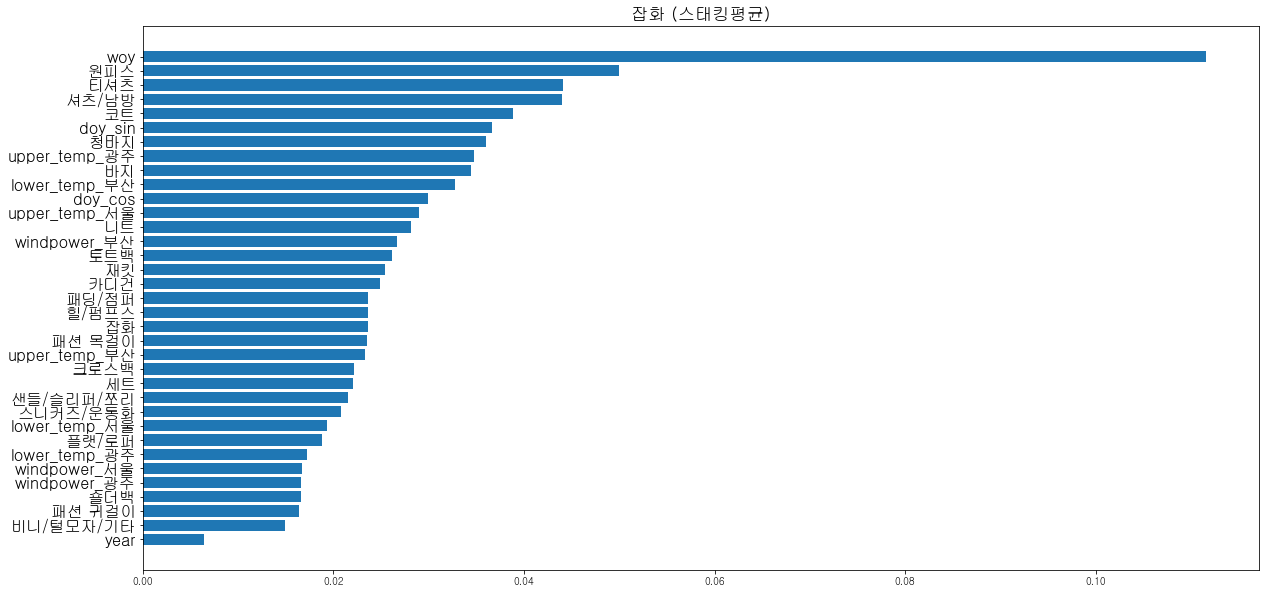 잡화 (스태킹평균)
woy
원피스
티셔츠
셔츠/남방
코트
doy_sin
청바지
upper_temp_광주
바지
lower_temp_부산
doy_cos
upper_temp_서울
니트
windpower_부산
토트백
재킷
카디건
패딩/점퍼
힐/펌프스
잡화
패션 목걸이
upper_temp_부산
크로스백
세트
샌들/슬리퍼/쪼리
스니커즈/운동화
lower_temp_서울
플랫/로퍼
lower_temp_광주
windpower_서울
windpower_광주
숄더백
패션 귀걸이
비니/털모자/기타
year
0.00 0.02 0.04 0.06 0.08 0.10